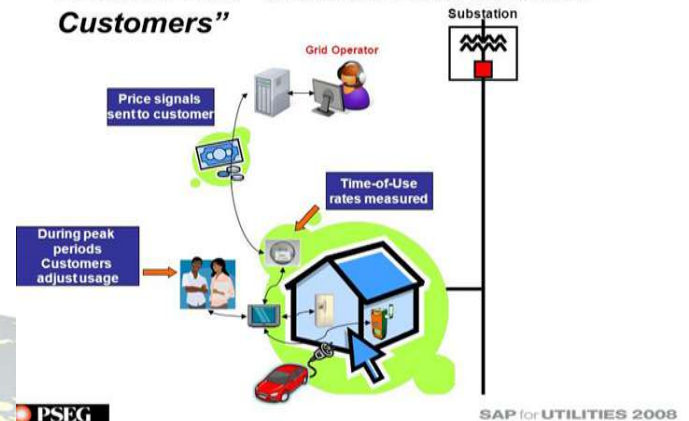 Customers”
Substation
Grid Operator
Price signals
sent to customer
Time-of-Use
rates measured
During peak
periods
Customers
adjust usage
PSEG
SAP for UTILITIES 2008